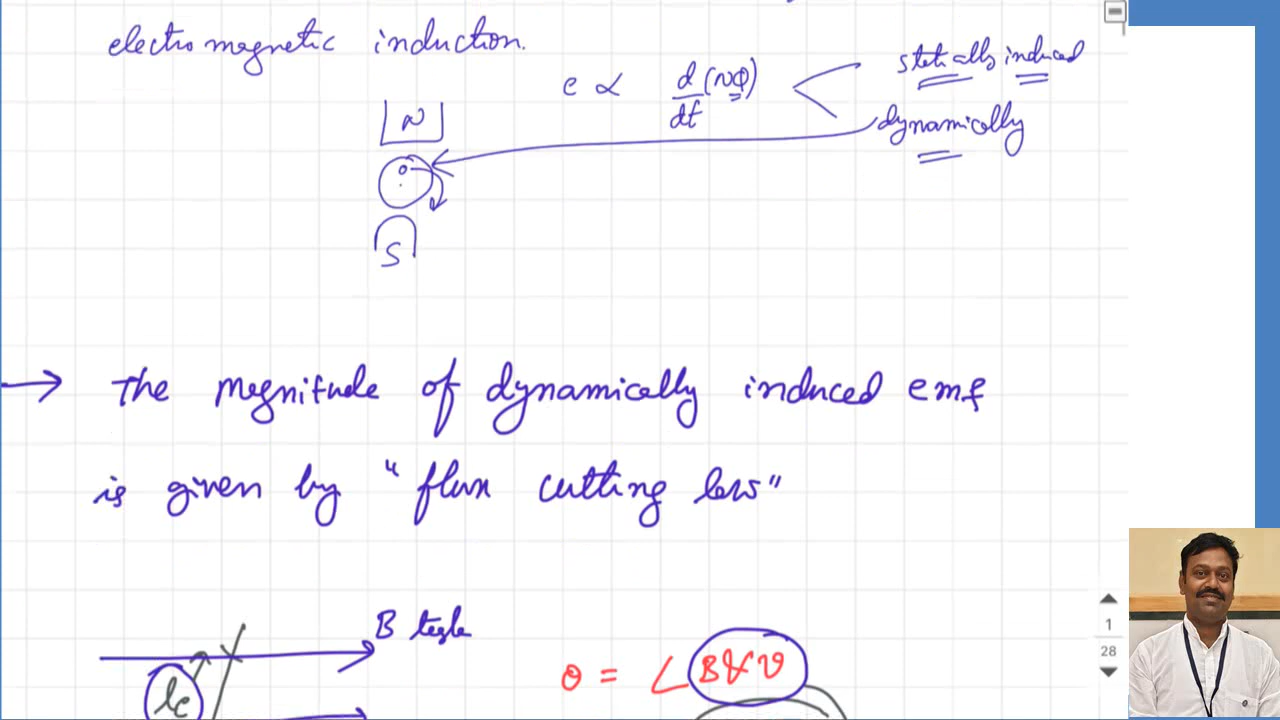 electromagnetic induction.
e ∝ d/dt (Nφ)
statically induced
dynamically
N
S
→ The magnitude of dynamically induced emf
is given by "flux cutting law"
B tesla
θ = ∠B & v
lc
1
28